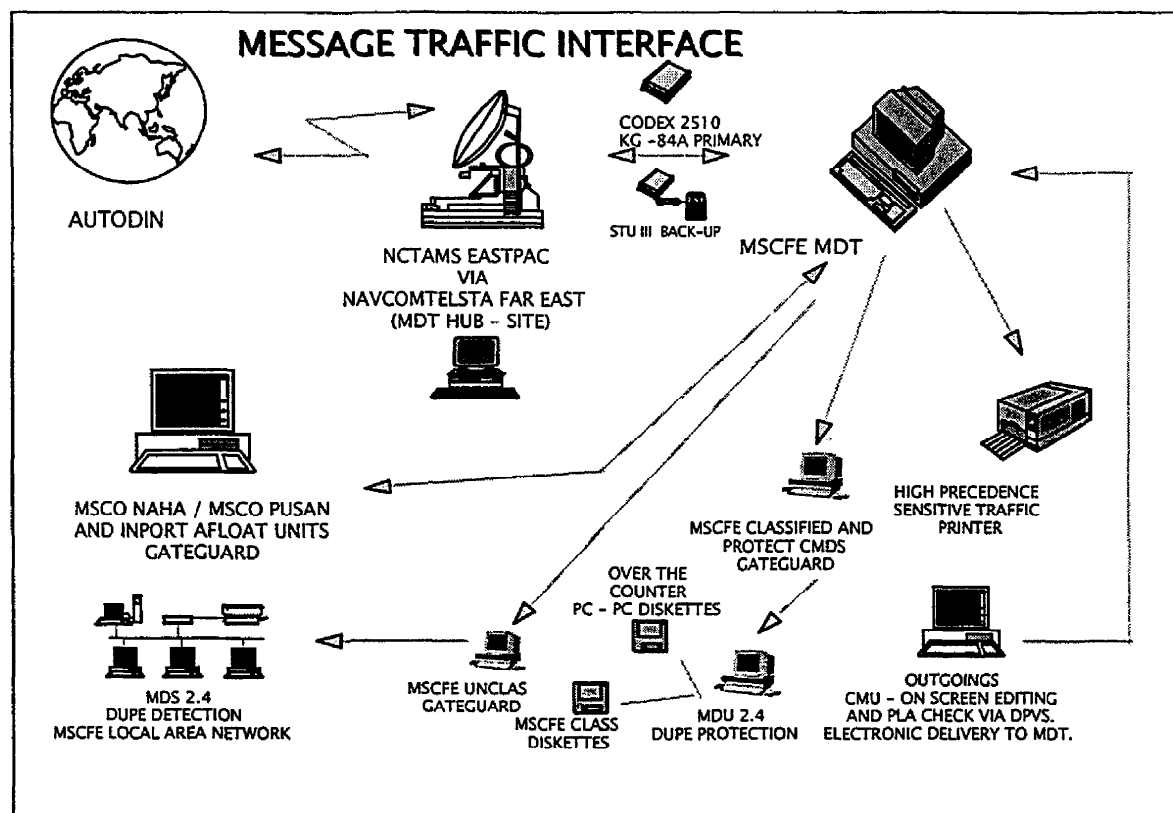 MESSAGE TRAFFIC INTERFACE
AUTODIN
NCTAMS EASTPAC
VIA
NAVCOMTELSTA FAR EAST
(MDT HUB - SITE)
CODEX 2510
KG -84A PRIMARY
STU III BACK-UP
MSCFE MDT
MSCO NAHA / MSCO PUSAN
AND INPORT AFLOAT UNITS
GATEGUARD
HIGH PRECEDENCE
SENSITIVE TRAFFIC
PRINTER
MSCFE CLASSIFIED AND
PROTECT CMDS
GATEGUARD
OVER THE
COUNTER
PC - PC DISKETTES
MDS 2.4
DUPE DETECTION
MSCFE LOCAL AREA NETWORK
MSCFE UNCLAS
GATEGUARD
MSCFE CLASS
DISKETTES
MDU 2.4
DUPE PROTECTION
OUTGOINGS
CMU - ON SCREEN EDITING
AND PLA CHECK VIA DPVS.
ELECTRONIC DELIVERY TO MDT.